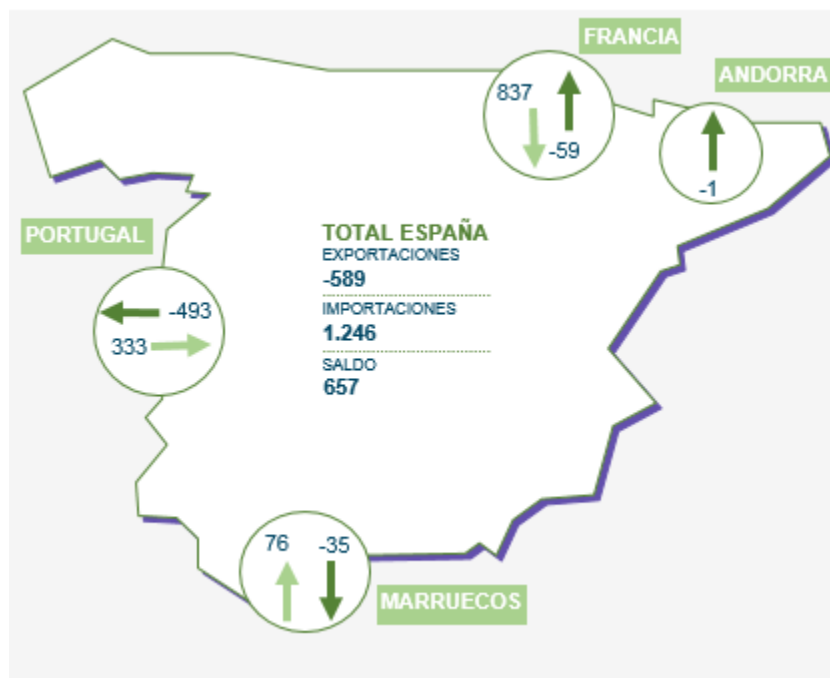 FRANCIA
ANDORRA
837
-59
-1
PORTUGAL
TOTAL ESPAÑA
EXPORTACIONES
-589
IMPORTACIONES
1.246
SALDO
657
-493
333
76 -35
MARRUECOS